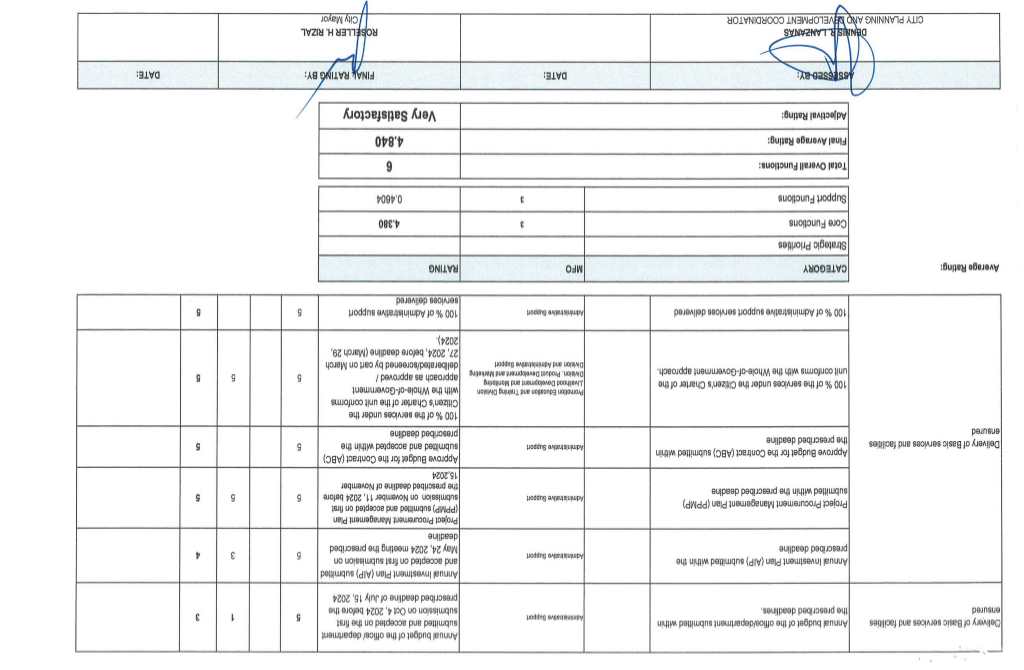 Delivery of Basic services and facilities
ensured
Annual budget of the office/department submitted within
the prescribed deadlines.
Administrative Support
Annual budget of the office/ department
submitted and accepted on the first
submission on Oct 4, 2024 before the
prescribed deadline of July 15, 2024
5
1
3
Annual Investment Plan (AIP) submitted within the
prescribed deadline
Administrative Support
Annual Investment Plan (AIP) submitted
and accepted on first submission on
May 24, 2024 meeting the prescribed
deadline
5
3
4
Project Procurement Management Plan (PPMP)
submitted within the prescribed deadline
Administrative Support
Project Procurement Management Plan
(PPMP) submitted and accepted on first
submission on November 11, 2024 before
the prescribed deadline of November
15,2024
5
5
5
Delivery of Basic services and facilities
ensured
Approve Budget for the Contract (ABC) submitted within
the prescribed deadline
Administrative Support
Approve Budget for the Contract (ABC)
submitted and accepted within the
prescribed deadline
5
5
100 % of the services under the Citizen's Charter of the
unit conforms with the Whole-of-Government approach.
Promotion Education and Training Division
Livelihood Development and Monitoring
Division, Product Development and Marketing
Division and Administrative Support
100 % of the services under the
Citizen's Charter of the unit conforms
with the Whole-of-Government
approach as approved /
deliberated/screened by cart on March
27, 2024, before deadline (March 29,
2024).
5
5
5
100 % of Administrative support services delivered
Administrative Support
100 % of Administrative support
services delivered
5
5
Average Rating:
CATEGORY
MFO
RATING
Strategic Priorities
Core Functions
3
4.380
Support Functions
3
0.4604
Total Overall Functions:
6
Final Average Rating:
4.840
Adjectival Rating:
Very Satisfactory
ASSESSED BY:
DATE:
FINAL RATING BY:
DATE:
DENNIS R. LANZANAS
CITY PLANNING AND DEVELOPMENT COORDINATOR
ROSELLER H. RIZAL
City Mayor